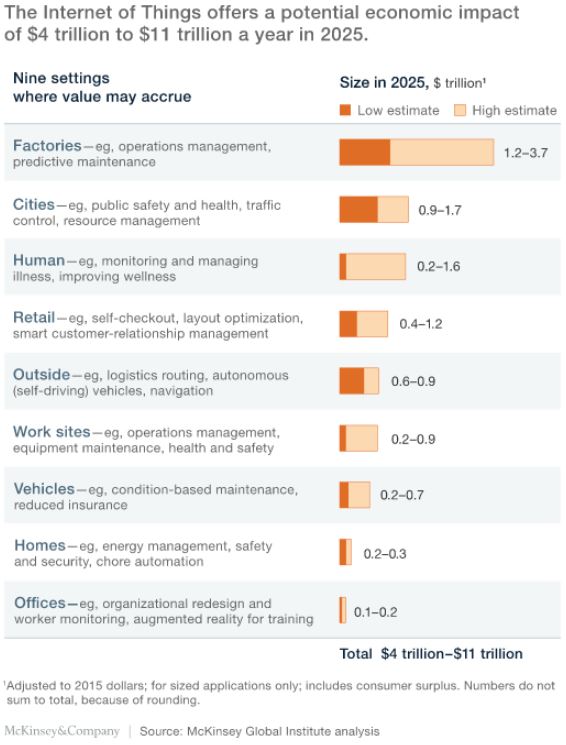 The Internet of Things offers a potential economic impact
of $4 trillion to $11 trillion a year in 2025.
Nine settings
where value may accrue
Size in 2025, $ trillion¹
Low estimate High estimate
Factories—eg, operations management,
predictive maintenance
1.2–3.7
Cities—eg, public safety and health, traffic
control, resource management
0.9–1.7
Human—eg, monitoring and managing
illness, improving wellness
0.2–1.6
Retail—eg, self-checkout, layout optimization,
smart customer-relationship management
0.4–1.2
Outside—eg, logistics routing, autonomous
(self-driving) vehicles, navigation
0.6–0.9
Work sites—eg, operations management,
equipment maintenance, health and safety
0.2–0.9
Vehicles—eg, condition-based maintenance,
reduced insurance
0.2–0.7
Homes—eg, energy management, safety
and security, chore automation
0.2–0.3
Offices—eg, organizational redesign and
worker monitoring, augmented reality for training
0.1–0.2
Total $4 trillion–$11 trillion
¹Adjusted to 2015 dollars; for sized applications only; includes consumer surplus. Numbers do not
sum to total, because of rounding.
McKinsey&Company | Source: McKinsey Global Institute analysis